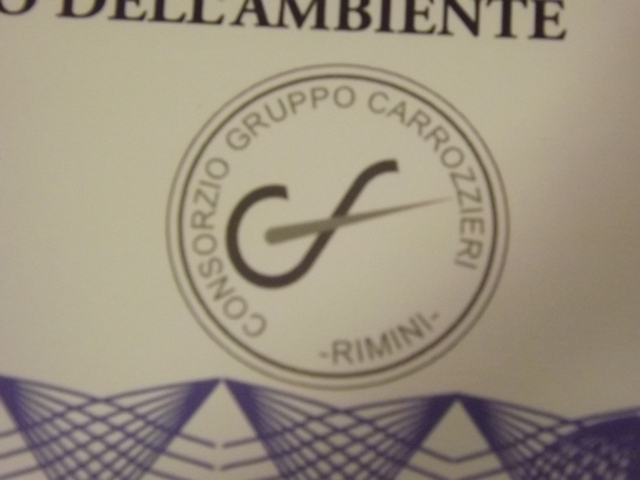 O DELL'AMBIENTE
CONSORZIO GRUPPO CARROZZIERI
-RIMINI-